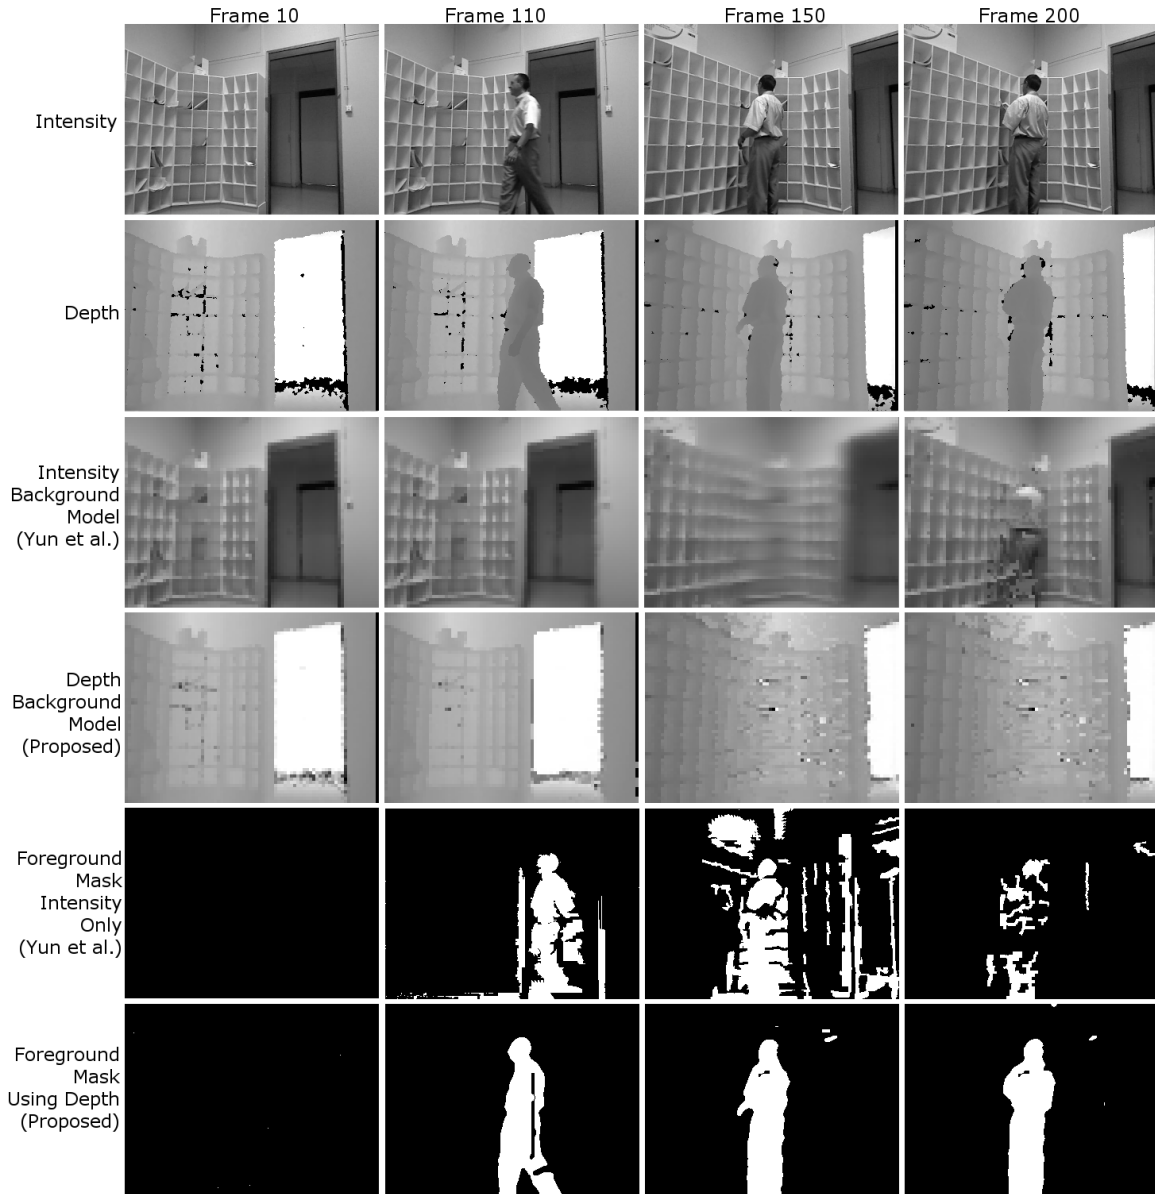 Frame 10 Frame 110 Frame 150 Frame 200
Intensity
Depth
Intensity
Background
Model
(Yun et al.)
Depth
Background
Model
(Proposed)
Foreground
Mask
Intensity
Only
(Yun et al.)
Foreground
Mask
Using Depth
(Proposed)